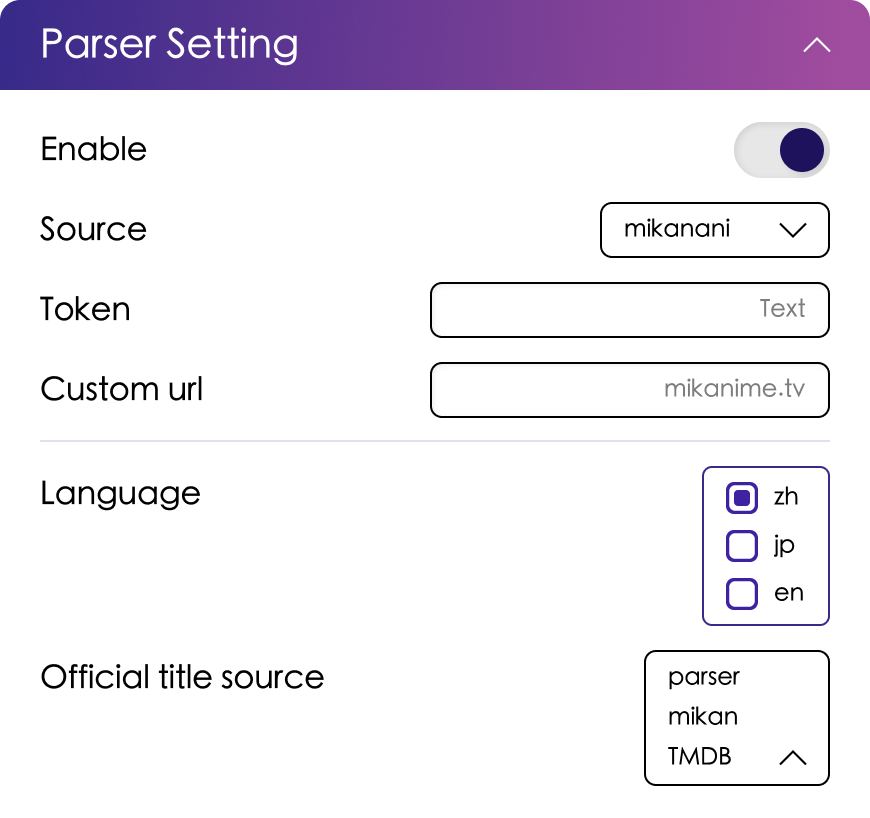 Parser Setting
Enable
Source
mikanani
Token
Text
Custom url
mikanime.tv
Language
zh
jp
en
Official title source
parser
mikan
TMDB